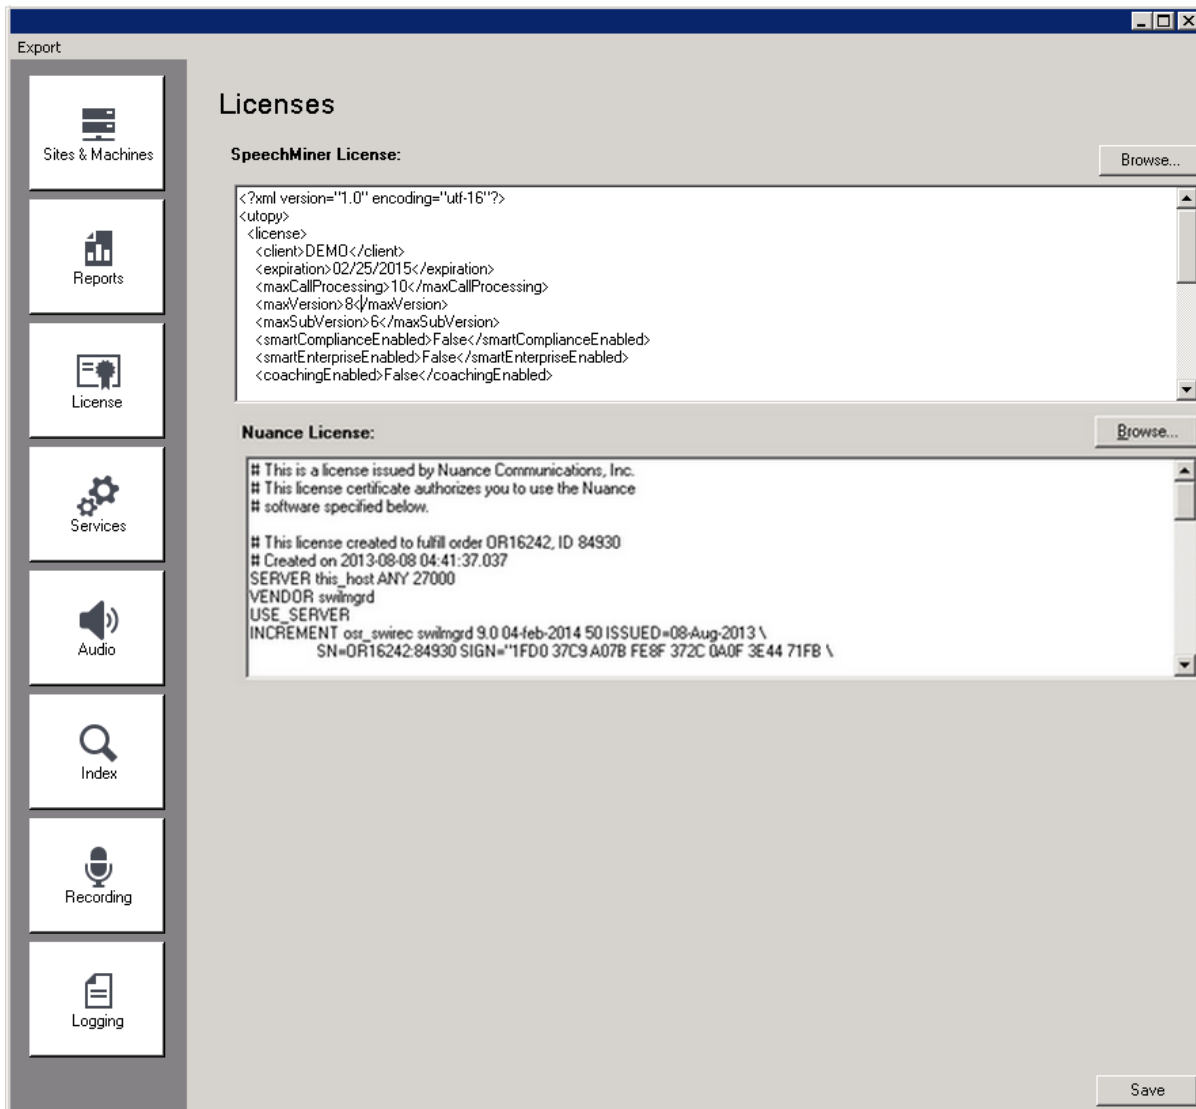 Export
Sites & Machines
Reports
License
Services
Audio
Index
Recording
Logging
Licenses
SpeechMiner License:
Browse...
<?xml version="1.0" encoding="utf-16"?>
<utopy>
<license>
<client>DEMO</client>
<expiration>02/25/2015</expiration>
<maxCallProcessing>10</maxCallProcessing>
<maxVersion>8</maxVersion>
<maxSubVersion>6</maxSubVersion>
<smartComplianceEnabled>False</smartComplianceEnabled>
<smartEnterpriseEnabled>False</smartEnterpriseEnabled>
<coachingEnabled>False</coachingEnabled>
Nuance License:
Browse...
# This is a license issued by Nuance Communications, Inc.
# This license certificate authorizes you to use the Nuance
# software specified below.
# This license created to fulfill order OR16242, ID 84930
# Created on 2013-08-08 04:41:37.037
SERVER this_host ANY 27000
VENDOR swilmgrd
USE_SERVER
INCREMENT osr_swirec swilmgrd 9.0 04-feb-2014 50 ISSUED=08-Aug-2013 \
SN=OR16242:84930 SIGN="1FD0 37C9 A07B FE8F 372C 0A0F 3E44 71FB \
Save